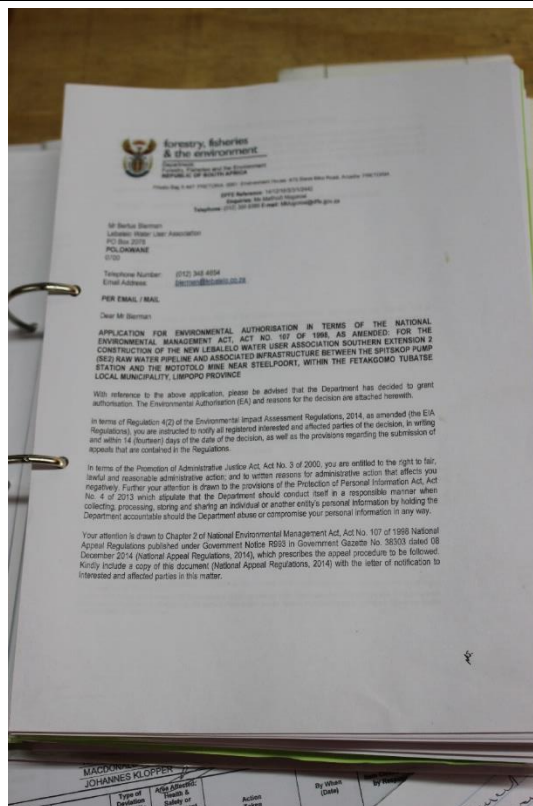 forestry, fisheries
& the environment
Department:
Forestry, Fisheries and the Environment
REPUBLIC OF SOUTH AFRICA
Mr Bertus Bierman
Lebalelo Water User Association
PO Box 2078
POLOKWANE
0700
Telephone Number: (012) 348 4654
Email Address: bierman@lebalelo.co.za
PER EMAIL / MAIL
Dear Mr Bierman
APPLICATION FOR ENVIRONMENTAL AUTHORISATION IN TERMS OF THE NATIONAL
ENVIRONMENTAL MANAGEMENT ACT, ACT NO. 107 OF 1998, AS AMENDED: FOR THE
CONSTRUCTION OF THE NEW LEBALELO WATER USER ASSOCIATION SOUTHERN EXTENSION 2
(SE2) RAW WATER PIPELINE AND ASSOCIATED INFRASTRUCTURE BETWEEN THE SPITSKOP PUMP
STATION AND THE MOTOTOLO MINE NEAR STEELPOORT, WITHIN THE FETAKGOMO TUBATSE
LOCAL MUNICIPALITY, LIMPOPO PROVINCE
With reference to the above application, please be advised that the Department has decided to grant
authorisation. The Environmental Authorisation (EA) and reasons for the decision are attached herewith.
In terms of Regulation 4(2) of the Environmental Impact Assessment Regulations, 2014, as amended (the EIA
Regulations), you are instructed to notify all registered interested and affected parties of the decision, in writing
and within 14 (fourteen) days of the date of the decision, as well as the provisions regarding the submission of
appeals that are contained in the Regulations.
In terms of the Promotion of Administrative Justice Act, Act No. 3 of 2000, you are entitled to the right to fair,
lawful and reasonable administrative action; and to written reasons for administrative action that affects you
negatively. Further your attention is drawn to the provisions of the Protection of Personal Information Act, Act
No. 4 of 2013 which stipulate that the Department should conduct itself in a responsible manner when
collecting, processing, storing and sharing an individual or another entity's personal information by holding the
Department accountable should the Department abuse or compromise your personal information in any way.
Your attention is drawn to Chapter 2 of National Environmental Management Act, Act No. 107 of 1998 National
Appeal Regulations published under Government Notice R993 in Government Gazette No. 38303 dated 08
December 2014 (National Appeal Regulations, 2014), which prescribes the appeal procedure to be followed.
Kindly include a copy of this document (National Appeal Regulations, 2014) with the letter of notification to
interested and affected parties in this matter.
JOHANNES KLOPPER
Type of
Deviation
Area Affected:
Health &
Safety or
Action
By When
(Date)